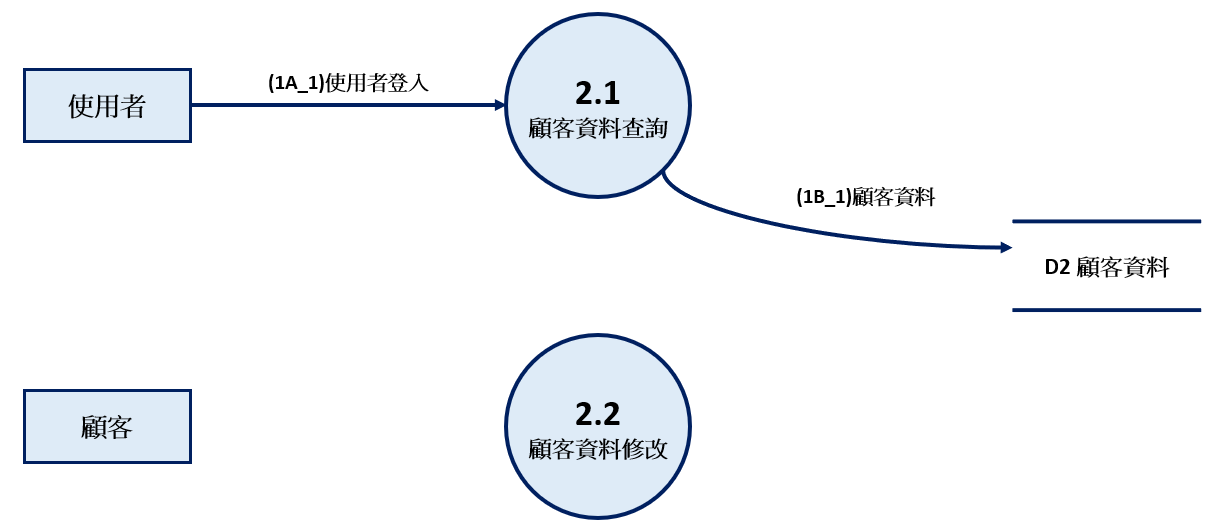 使用者
(1A_1)使用者登入
2.1
顧客資料查詢
(1B_1)顧客資料
D2 顧客資料
顧客
2.2
顧客資料修改